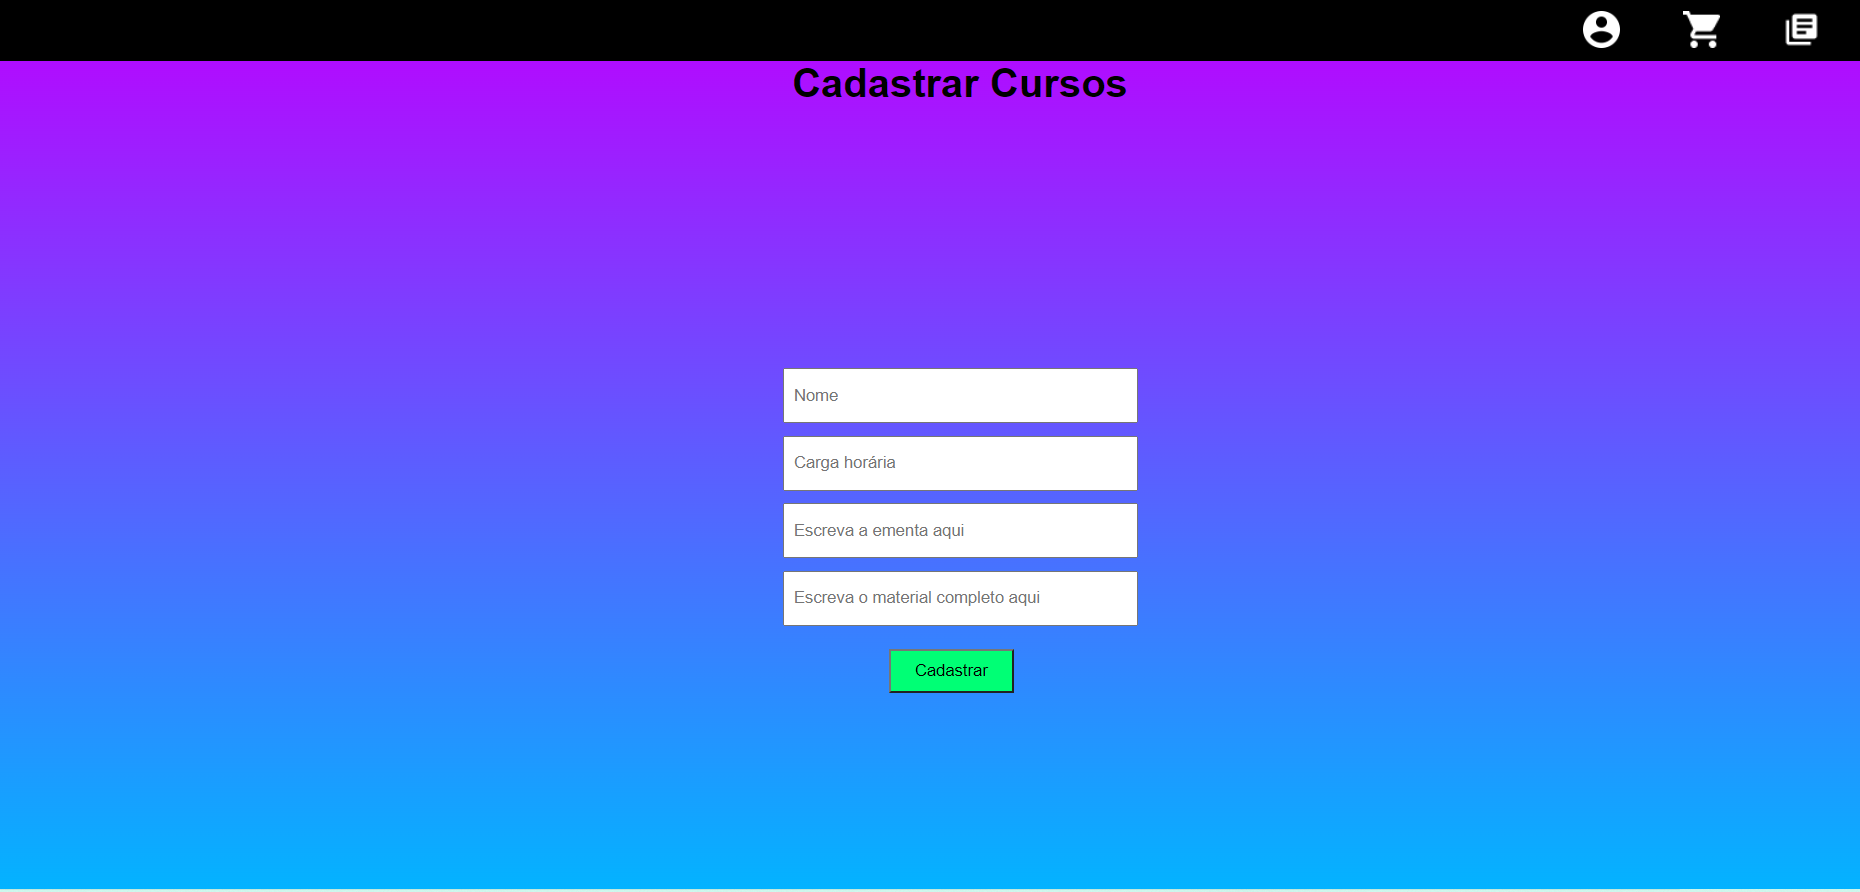 Cadastrar Cursos
Nome
Carga horária
Escreva a ementa aqui
Escreva o material completo aqui
Cadastrar